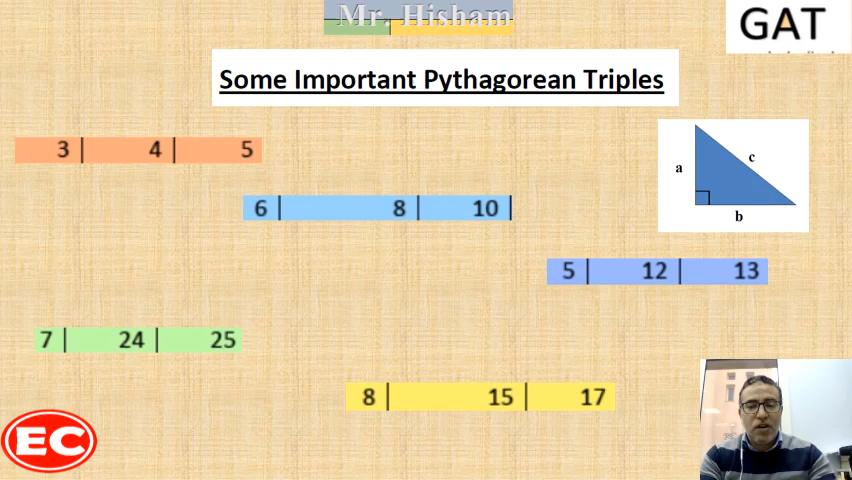 Mr. Hisham
GAT
Some Important Pythagorean Triples
3 | 4 | 5
a
c
b
6 | 8 | 10 |
5 | 12 | 13
7 | 24 | 25
8 | 15 | 17
EC